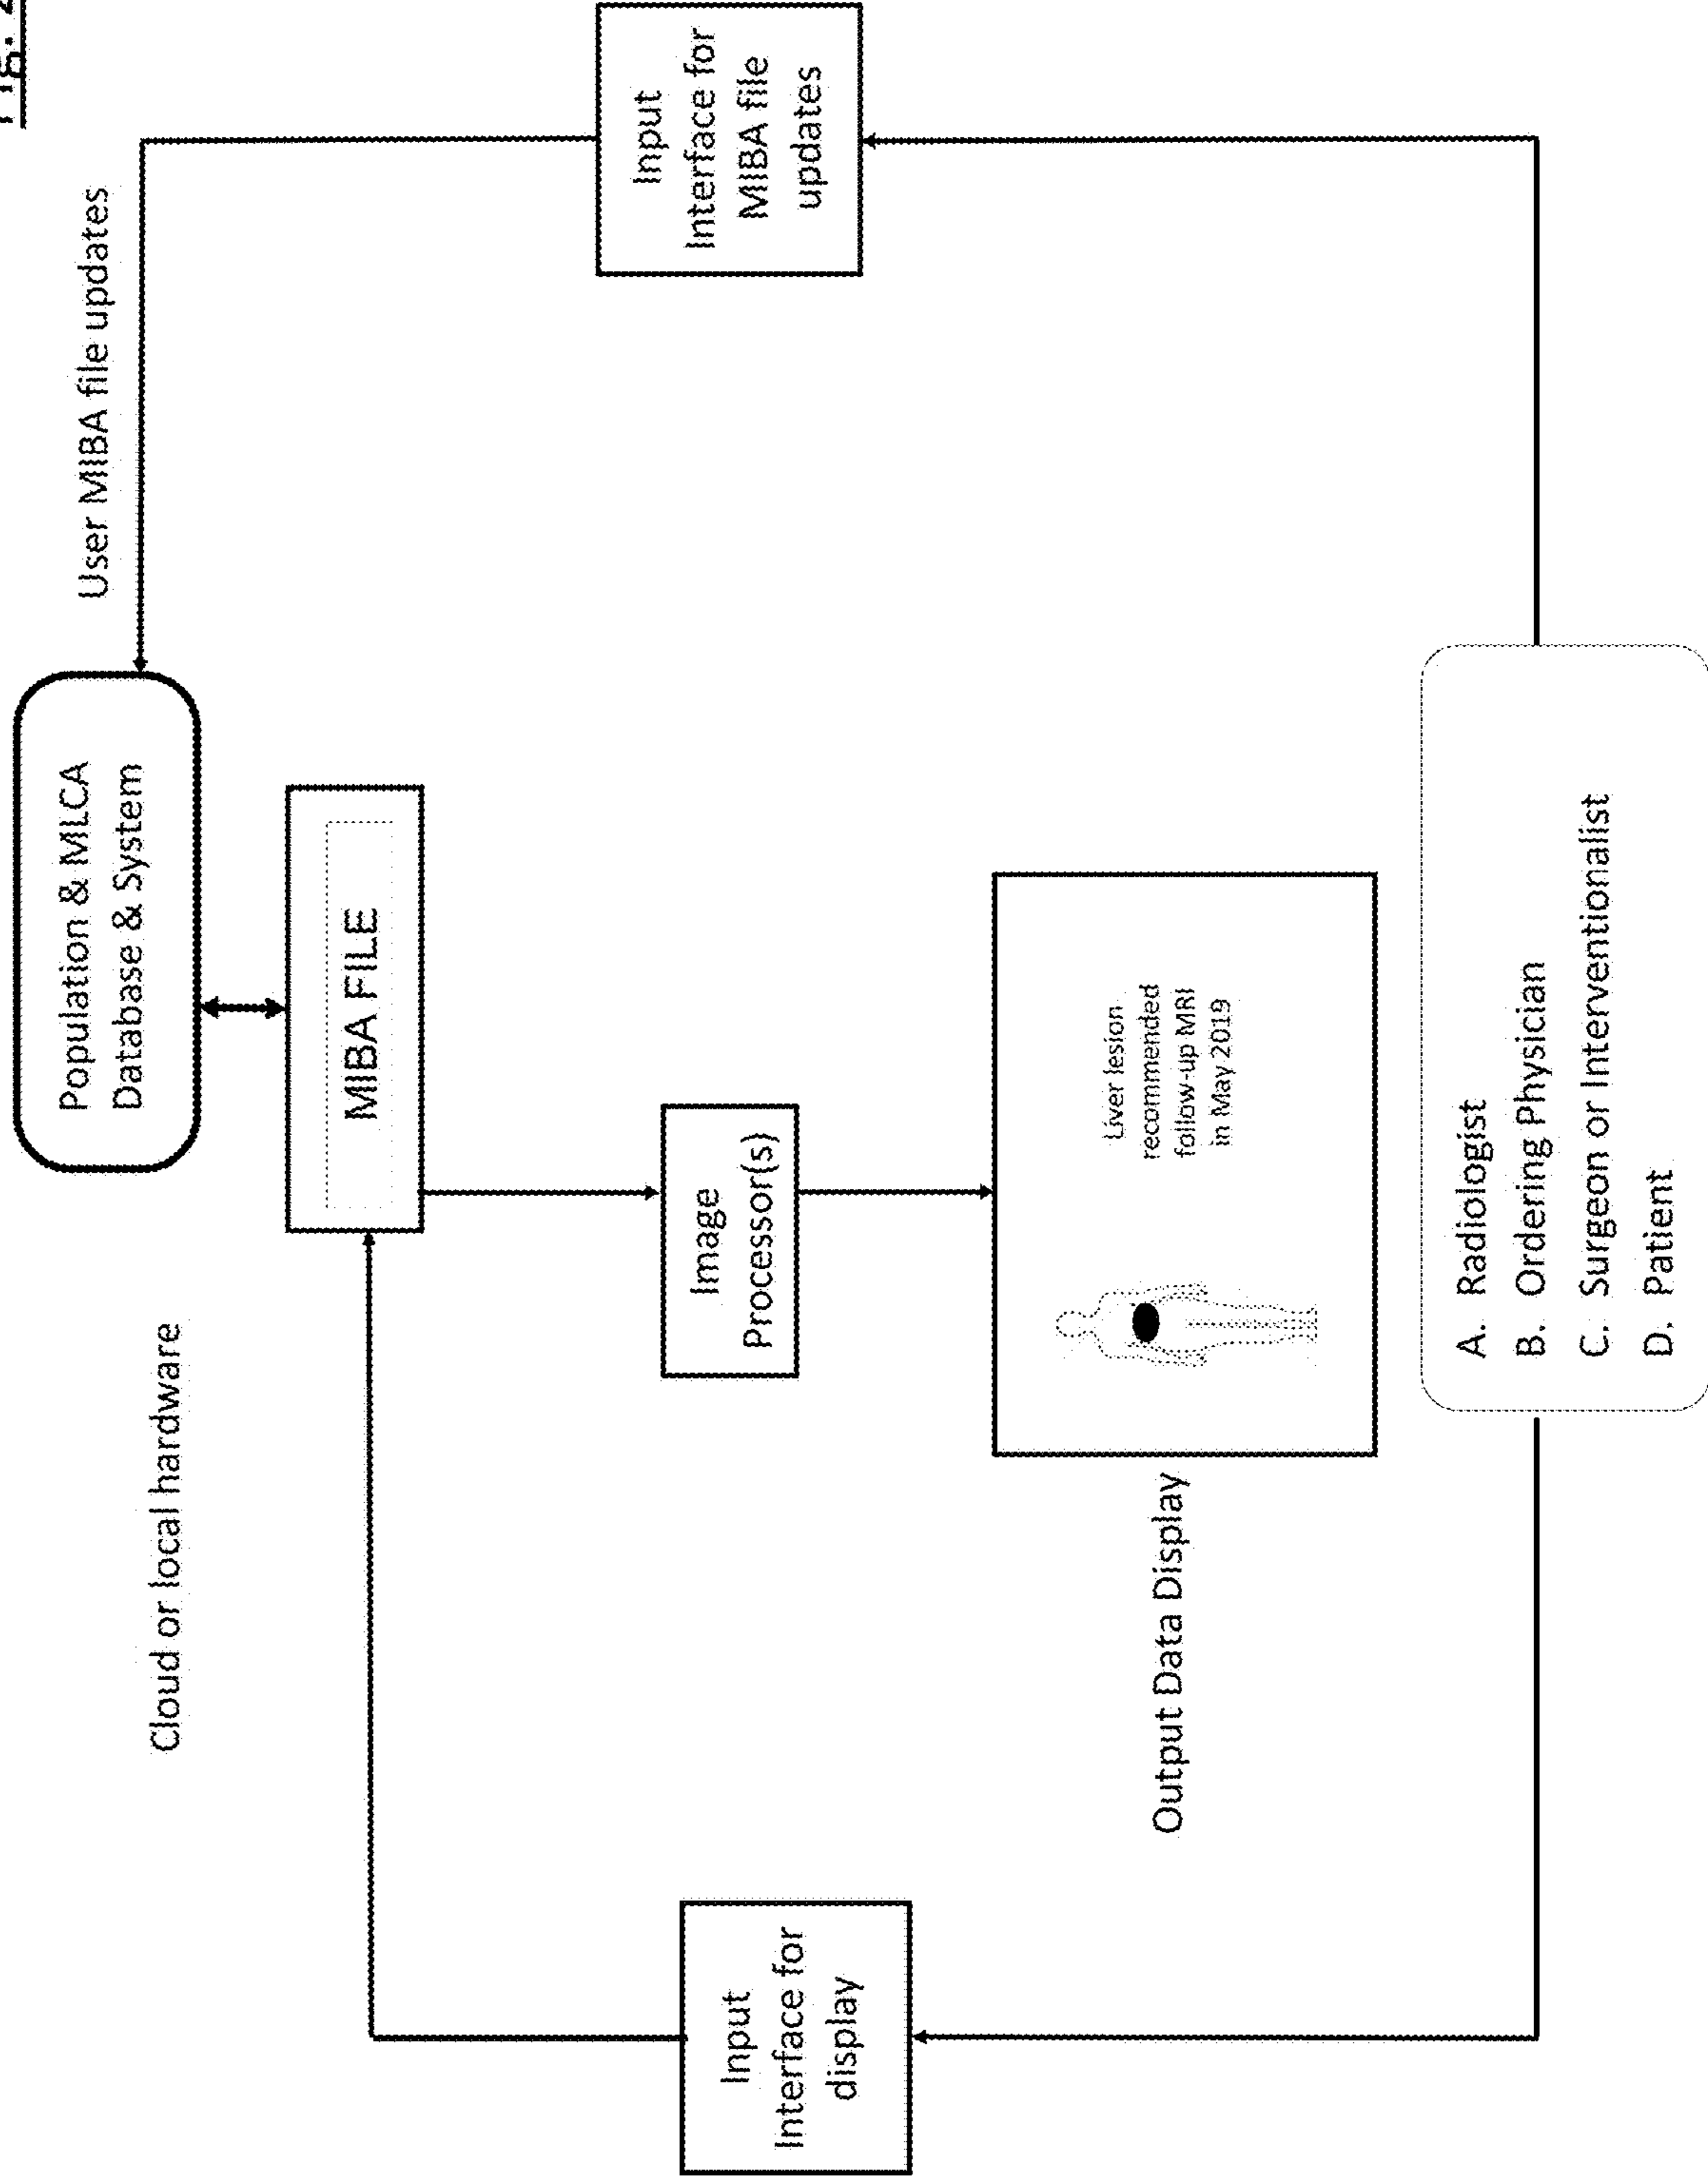 Population & MLCA
Database & System
User MIBA file updates
Cloud or local hardware
MIBA FILE
Input
Interface for
MIBA file
updates
Image
Processor(s)
Input
Interface for
display
Liver lesion
recommended
follow-up MRI
in May 2019
Output Data Display
A. Radiologist
B. Ordering Physician
C. Surgeon or Interventionalist
D. Patient